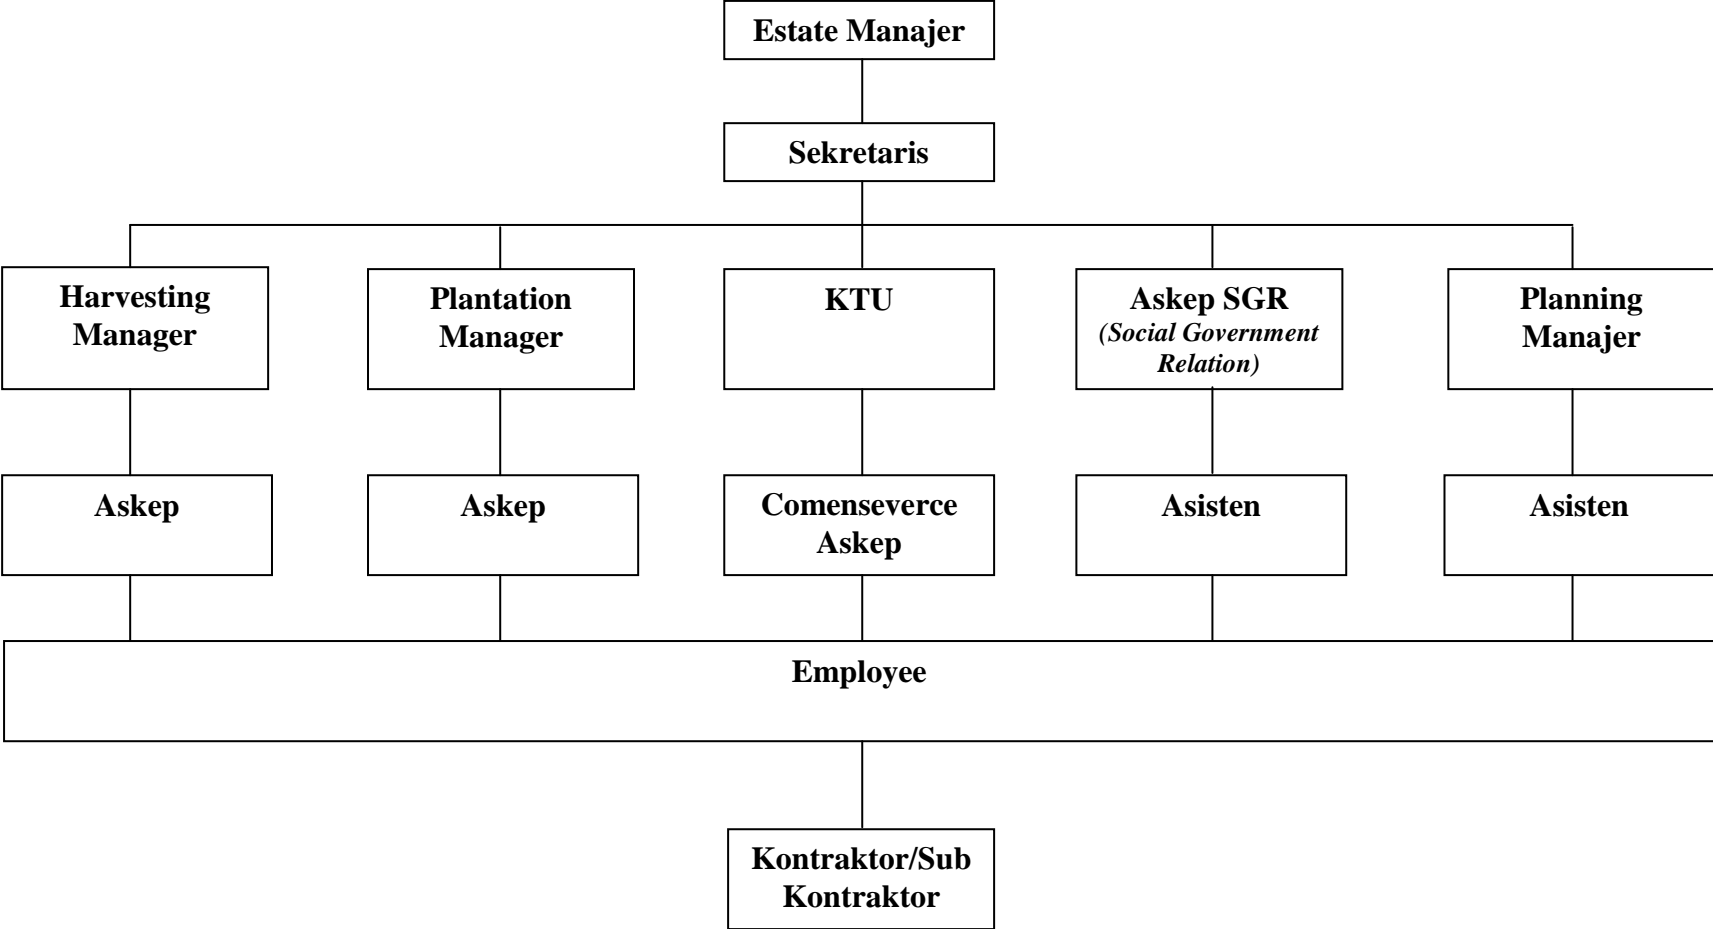 Estate Manajer
Sekretaris
Harvesting
Manager
Plantation
Manager
KTU
Askep SGR
(Social Government
Relation)
Planning
Manajer
Askep
Askep
Comenseverce
Askep
Asisten
Asisten
Employee
Kontraktor/Sub
Kontraktor